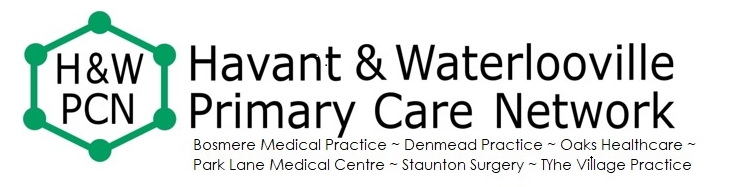 H&W
PCN
Havant & Waterlooville
Primary Care Network
Bosmere Medical Practice ~ Denmead Practice ~ Oaks Healthcare ~
Park Lane Medical Centre ~ Staunton Surgery ~ TYhe Village Practice